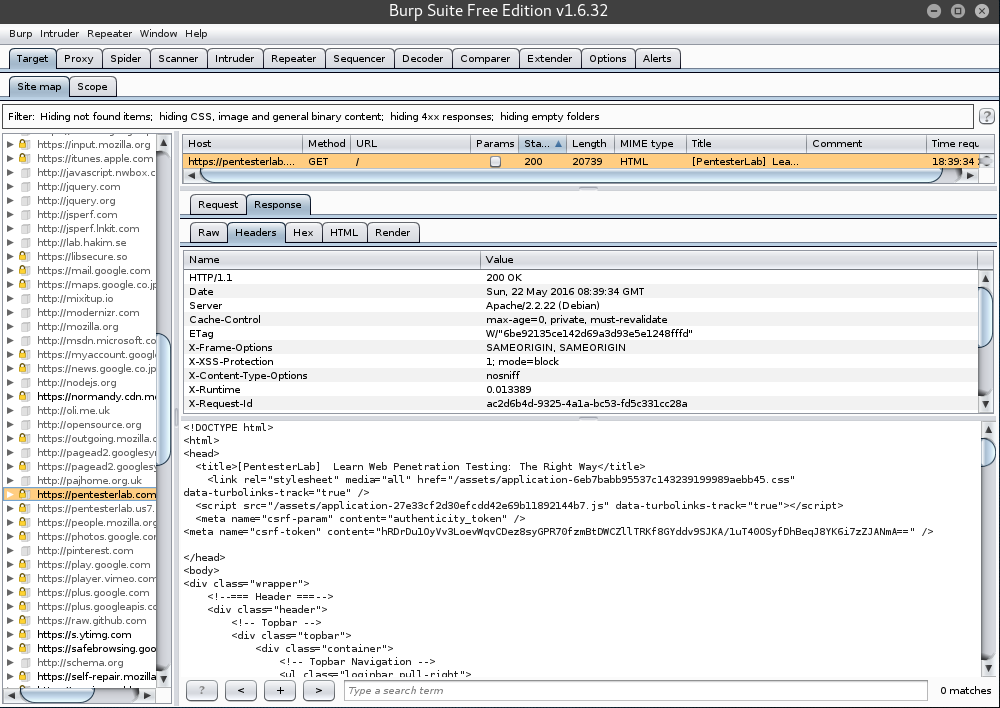 Burp Suite Free Edition v1.6.32
Burp Intruder Repeater Window Help
Target Proxy Spider Scanner Intruder Repeater Sequencer Decoder Comparer Extender Options Alerts
Site map Scope
Filter: Hiding not found items; hiding CSS, image and general binary content; hiding 4xx responses; hiding empty folders
?
https://input.mozilla.org
https://itunes.apple.com
http://javascript.nwbox.c
http://jquery.com
http://jquery.org
http://jsperf.com
http://jsperf.lnkit.com
http://lab.hakim.se
https://libsecure.so
https://mail.google.com
https://maps.google.co.jp
http://mixitup.io
http://modernizr.com
http://mozilla.org
http://msdn.microsoft.co
https://myaccount.googl
https://news.google.co.jp
http://nodejs.org
https://normandy.cdn.m
http://oli.me.uk
http://opensource.org
https://outgoing.mozilla.c
http://pagead2.googlesy
https://pagead2.googlesy
http://pajhome.org.uk
https://pentesterlab.com
https://pentesterlab.us7.
https://people.mozilla.org
https://photos.google.co
http://pinterest.com
https://play.google.com
https://player.vimeo.com
https://plus.google.com
https://plus.googleapis.c
https://raw.github.com
https://s.ytimg.com
https://safebrowsing.goo
http://schema.org
https://self-repair.mozilla
Host Method URL Params Sta... Length MIME type Title Comment Time requ
https://pentesterlab.... GET / 200 20739 HTML [PentesterLab] Lea... 18:39:34
Request Response
Raw Headers Hex HTML Render
Name Value
HTTP/1.1 200 OK
Date Sun, 22 May 2016 08:39:34 GMT
Server Apache/2.2.22 (Debian)
Cache-Control max-age=0, private, must-revalidate
ETag W/"6be92135ce142d69a3d93e5e1248fffd"
X-Frame-Options SAMEORIGIN, SAMEORIGIN
X-XSS-Protection 1; mode=block
X-Content-Type-Options nosniff
X-Runtime 0.013389
X-Request-Id ac2d6b4d-9325-4a1a-bc53-fd5c331cc28a
<!DOCTYPE html>
<html>
<head>
<title>[PentesterLab] Learn Web Penetration Testing: The Right Way</title>
<link rel="stylesheet" media="all" href="/assets/application-6eb7babb95537c143239199989aebb45.css"
data-turbolinks-track="true" />
<script src="/assets/application-27e33cf2d30efcdd42e69b11892144b7.js" data-turbolinks-track="true"></script>
<meta name="csrf-param" content="authenticity_token" />
<meta name="csrf-token" content="hRDrDu1OyVv3LoevWqvCDez8syGPR70fzmBtDWCZllTRKf8GYddv9SJKA/1uT40OSyfDhBeqJ8YK6i7zZJANmA==" />
</head>
<body>
<div class="wrapper">
<!--=== Header ===-->
<div class="header">
<!-- Topbar -->
<div class="topbar">
<div class="container">
<!-- Topbar Navigation -->
<ul class="loginbar pull-right">
? < + > Type a search term 0 matches